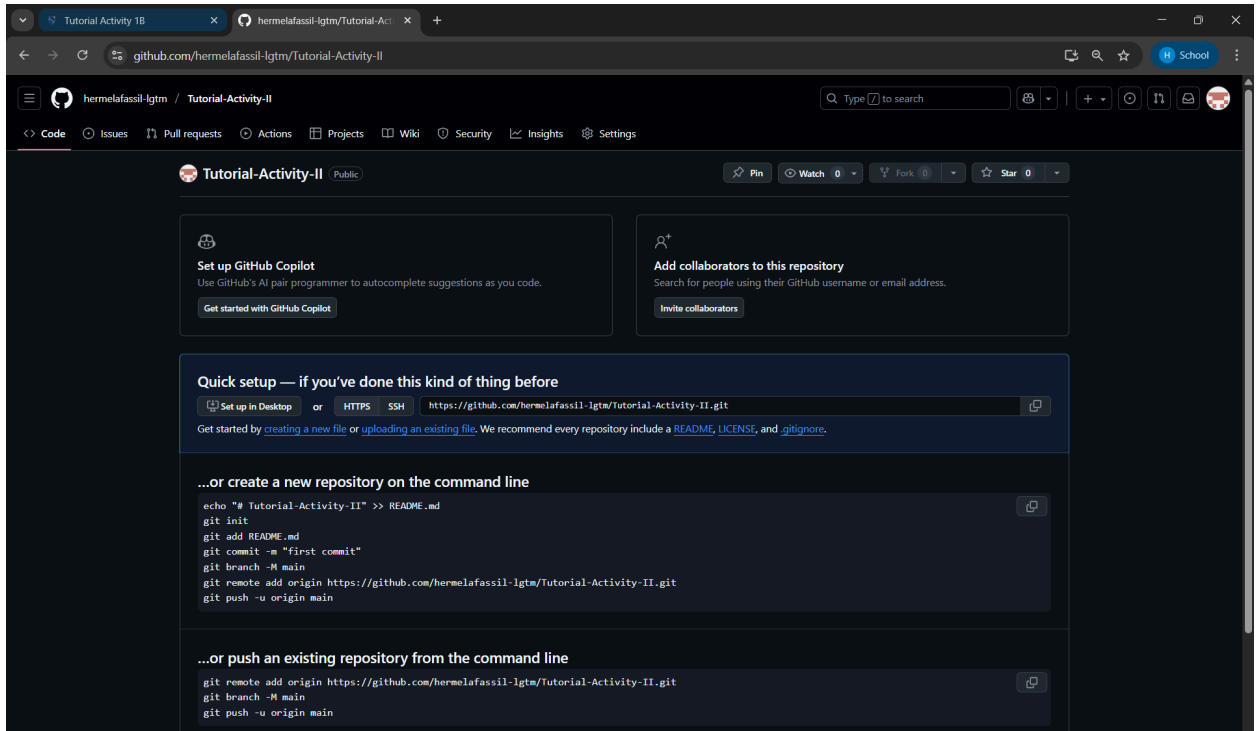 Tutorial Activity 1B
hermelafassil-lgtm/Tutorial-Act
github.com/hermelafassil-lgtm/Tutorial-Activity-II
H School
hermelafassil-lgtm / Tutorial-Activity-II
Type / to search
Code Issues Pull requests Actions Projects Wiki Security Insights Settings
Tutorial-Activity-II Public
Pin Watch 0 Fork 0 Star 0
Set up GitHub Copilot
Use GitHub's AI pair programmer to autocomplete suggestions as you code.
Get started with GitHub Copilot
Add collaborators to this repository
Search for people using their GitHub username or email address.
Invite collaborators
Quick setup — if you've done this kind of thing before
Set up in Desktop or HTTPS SSH https://github.com/hermelafassil-lgtm/Tutorial-Activity-II.git
Get started by creating a new file or uploading an existing file. We recommend every repository include a README, LICENSE, and .gitignore.
...or create a new repository on the command line
echo "# Tutorial-Activity-II" >> README.md
git init
git add README.md
git commit -m "first commit"
git branch -M main
git remote add origin https://github.com/hermelafassil-lgtm/Tutorial-Activity-II.git
git push -u origin main
...or push an existing repository from the command line
git remote add origin https://github.com/hermelafassil-lgtm/Tutorial-Activity-II.git
git branch -M main
git push -u origin main